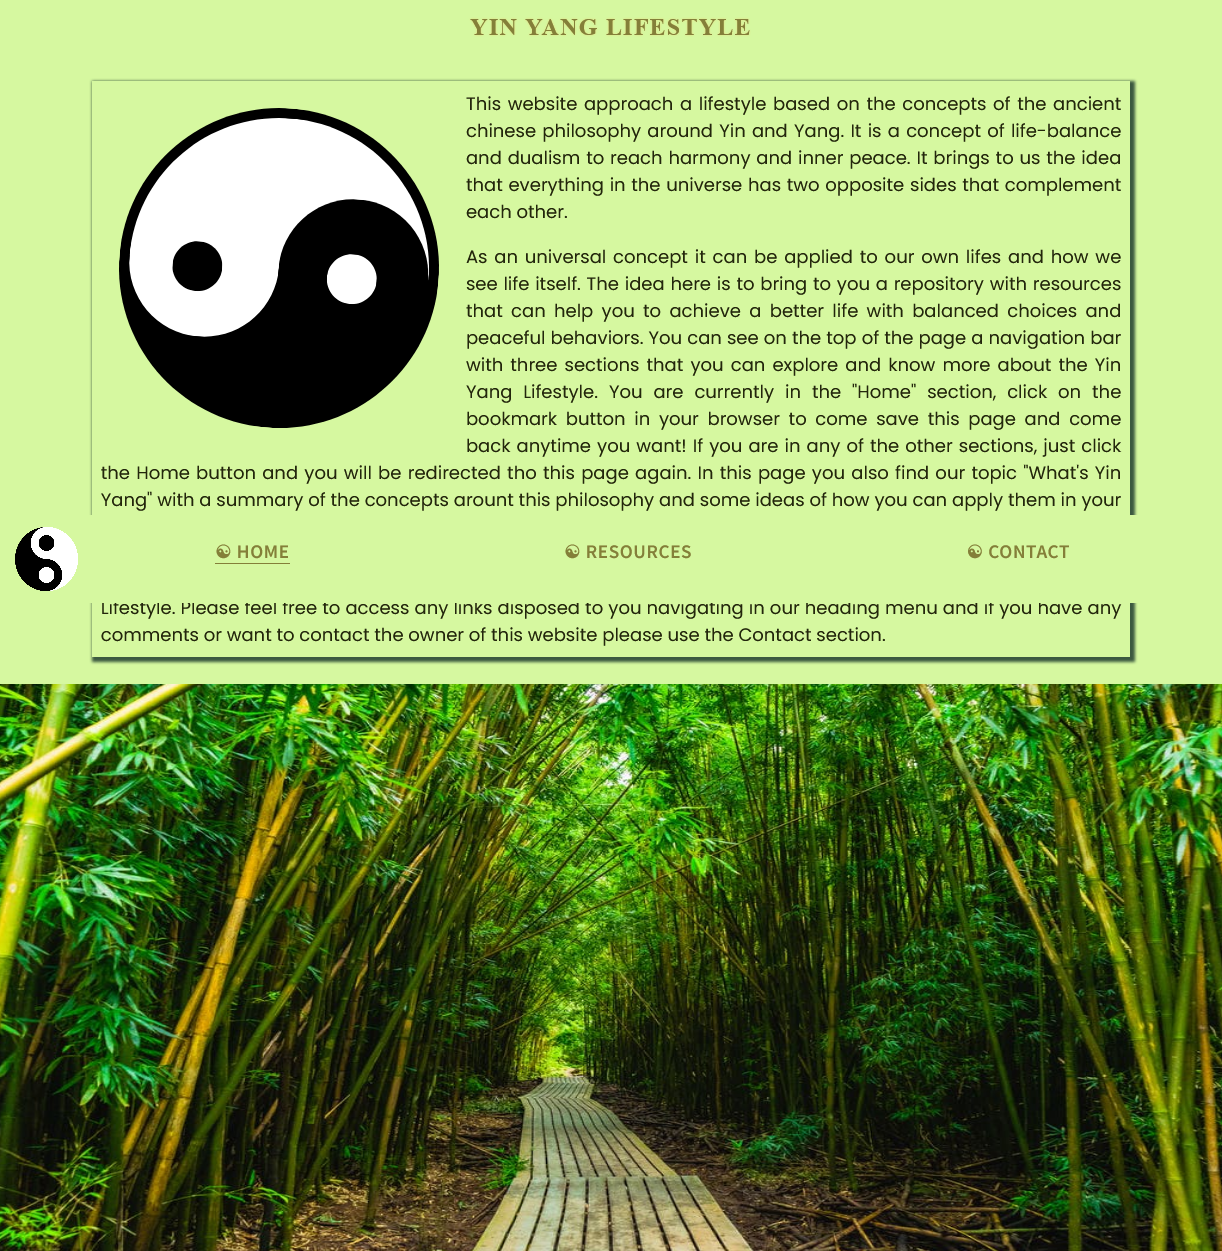 YIN YANG LIFESTYLE
This website approach a lifestyle based on the concepts of the ancient
chinese philosophy around Yin and Yang. It is a concept of life-balance
and dualism to reach harmony and inner peace. It brings to us the idea
that everything in the universe has two opposite sides that complement
each other.
As an universal concept it can be applied to our own lifes and how we
see life itself. The idea here is to bring to you a repository with resources
that can help you to achieve a better life with balanced choices and
peaceful behaviors. You can see on the top of the page a navigation bar
with three sections that you can explore and know more about the Yin
Yang Lifestyle. You are currently in the "Home" section, click on the
bookmark button in your browser to come save this page and come
back anytime you want! If you are in any of the other sections, just click
the Home button and you will be redirected tho this page again. In this page you also find our topic "What's Yin
Yang" with a summary of the concepts arount this philosophy and some ideas of how you can apply them in your
☯ HOME
☯ RESOURCES
☯ CONTACT
Lifestyle. Please feel free to access any links disposed to you navigating in our heading menu and if you have any
comments or want to contact the owner of this website please use the Contact section.